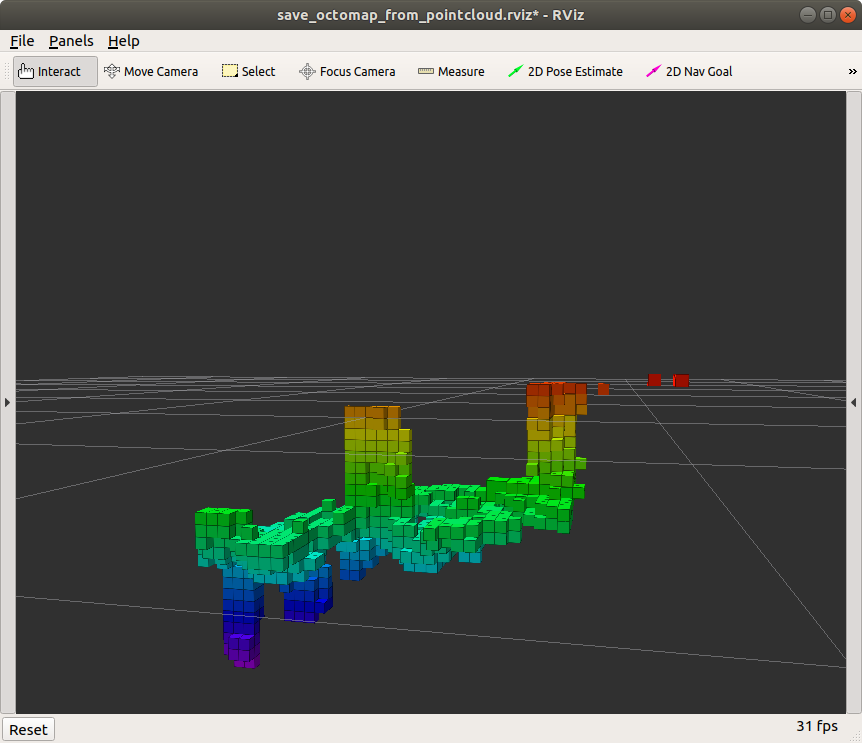 save_octomap_from_pointcloud.rviz* - RViz
File Panels Help
Interact Move Camera Select Focus Camera Measure 2D Pose Estimate 2D Nav Goal »
Reset 31 fps